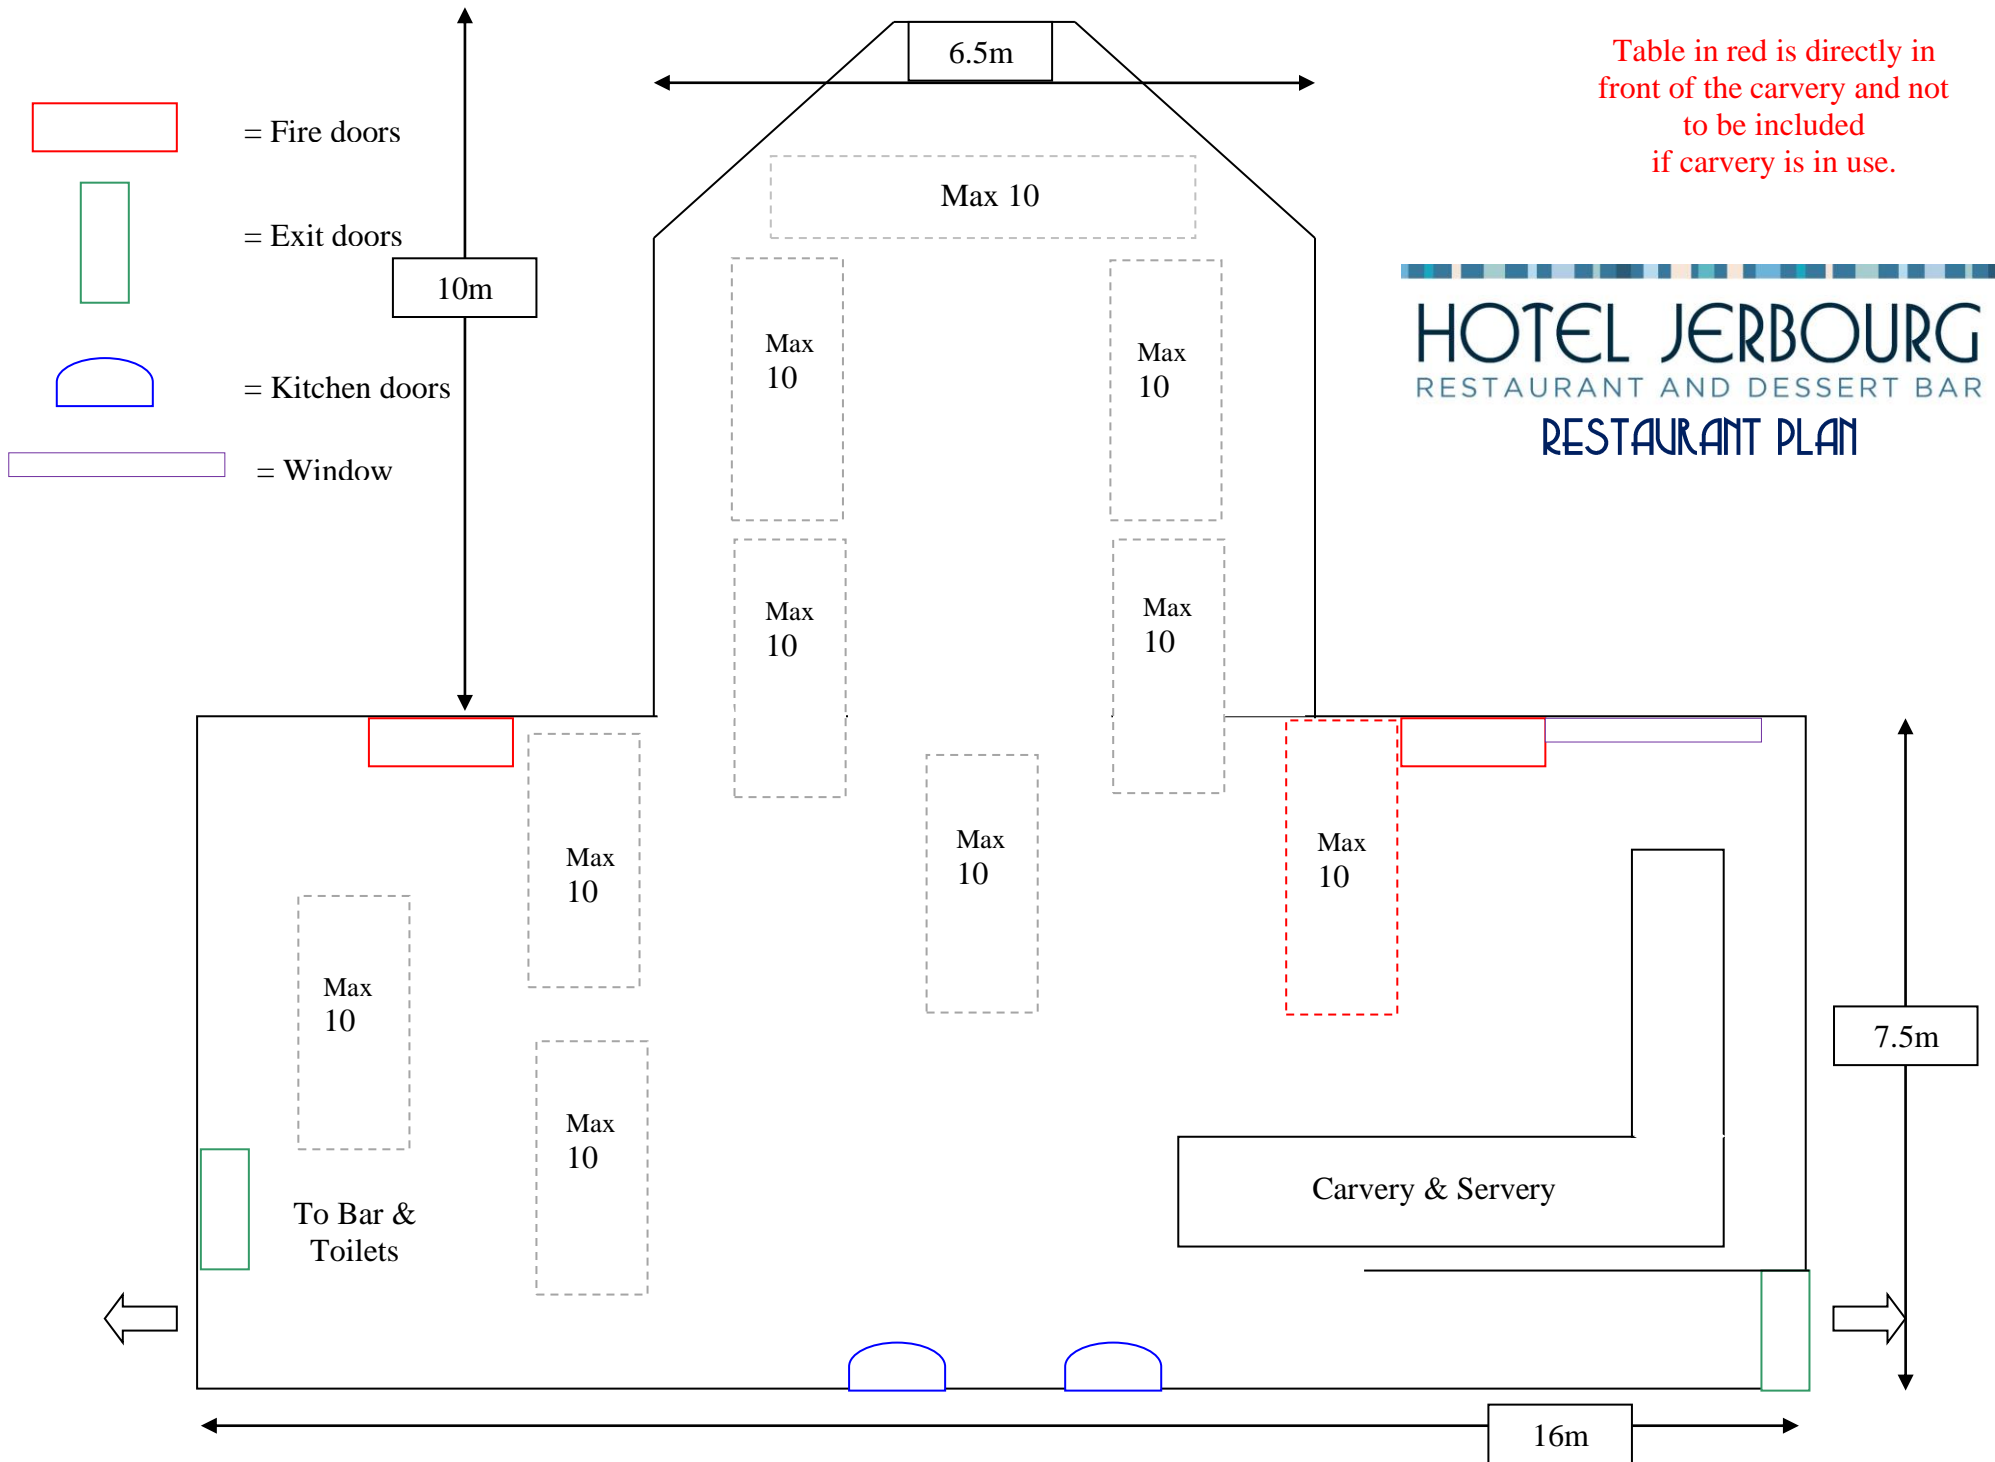 6.5m
Table in red is directly in
front of the carvery and not
to be included
if carvery is in use.
= Fire doors
= Exit doors
= Kitchen doors
= Window
10m
Max 10
HOTEL JERBOURG
RESTAURANT AND DESSERT BAR
RESTAURANT PLAN
Max
10
Max
10
Max
10
Max
10
Max
10
Max
10
Max
10
Max
10
Max
10
7.5m
Carvery & Servery
To Bar &
Toilets
16m